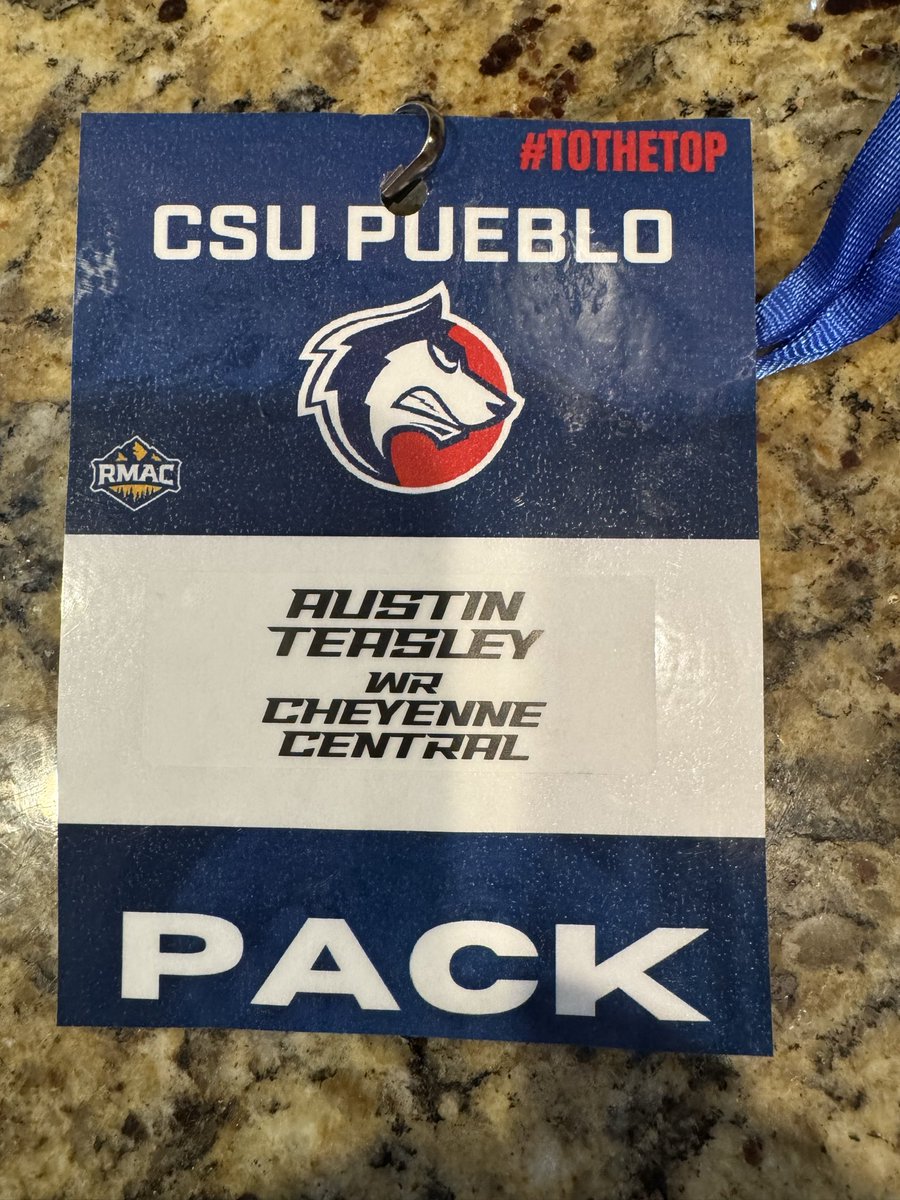 #TOTHETOP
CSU PUEBLO
RMAC
AUSTIN
TEASLEY
WR
CHEYENNE
CENTRAL
PACK